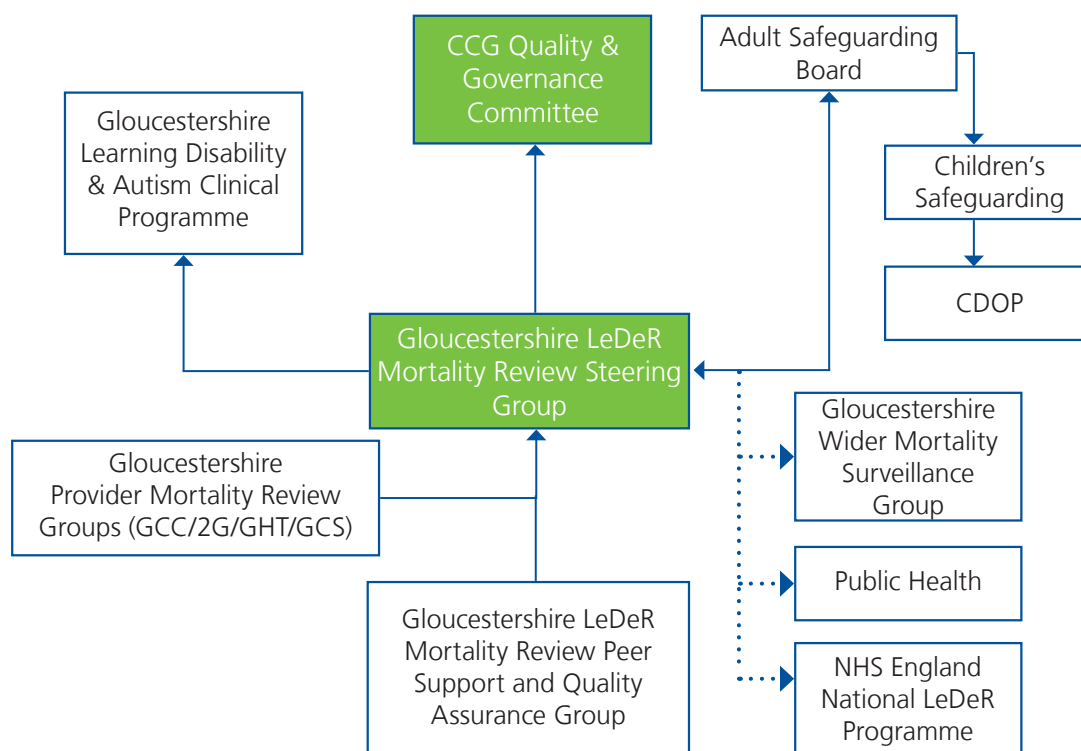 CCG Quality &
Governance
Committee
Adult Safeguarding
Board
Gloucestershire
Learning Disability
& Autism Clinical
Programme
Children's
Safeguarding
CDOP
Gloucestershire LeDeR
Mortality Review Steering
Group
Gloucestershire
Wider Mortality
Surveillance
Group
Gloucestershire
Provider Mortality Review
Groups (GCC/2G/GHT/GCS)
Public Health
Gloucestershire LeDeR
Mortality Review Peer
Support and Quality
Assurance Group
NHS England
National LeDeR
Programme